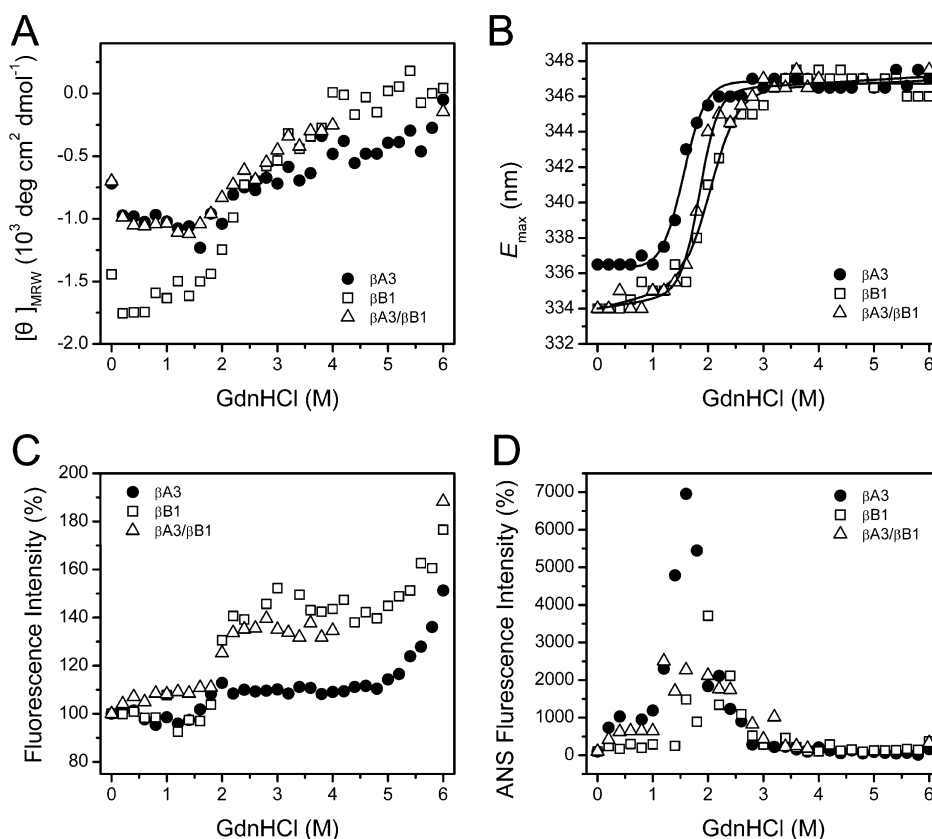 A
[θ]MRW (10³ deg cm² dmol⁻¹)
0.0
-0.5
-1.0
-1.5
-2.0
0 1 2 3 4 5 6
GdnHCl (M)
βA3
βB1
βA3/βB1
B
Emax (nm)
348
346
344
342
340
338
336
334
332
0 1 2 3 4 5 6
GdnHCl (M)
βA3
βB1
βA3/βB1
C
Fluorescence Intensity (%)
200
180
160
140
120
100
80
0 1 2 3 4 5 6
GdnHCl (M)
βA3
βB1
βA3/βB1
D
ANS Flurescence Intensity (%)
7000
6000
5000
4000
3000
2000
1000
0
0 1 2 3 4 5 6
GdnHCl (M)
βA3
βB1
βA3/βB1